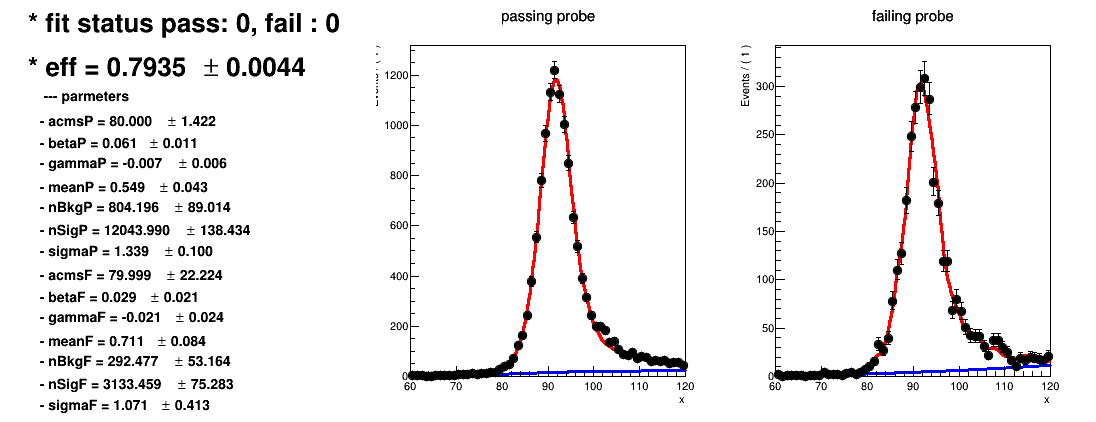 * fit status pass: 0, fail : 0
* eff = 0.7935 ± 0.0044
--- parmeters
- acmsP = 80.000 ± 1.422
- betaP = 0.061 ± 0.011
- gammaP = -0.007 ± 0.006
- meanP = 0.549 ± 0.043
- nBkgP = 804.196 ± 89.014
- nSigP = 12043.990 ± 138.434
- sigmaP = 1.339 ± 0.100
- acmsF = 79.999 ± 22.224
- betaF = 0.029 ± 0.021
- gammaF = -0.021 ± 0.024
- meanF = 0.711 ± 0.084
- nBkgF = 292.477 ± 53.164
- nSigF = 3133.459 ± 75.283
- sigmaF = 1.071 ± 0.413
passing probe
1200
1000
800
600
400
200
0
60 70 80 90 100 110 120
x
failing probe
Events / ( 1 )
300
250
200
150
100
50
0
60 70 80 90 100 110 120
x